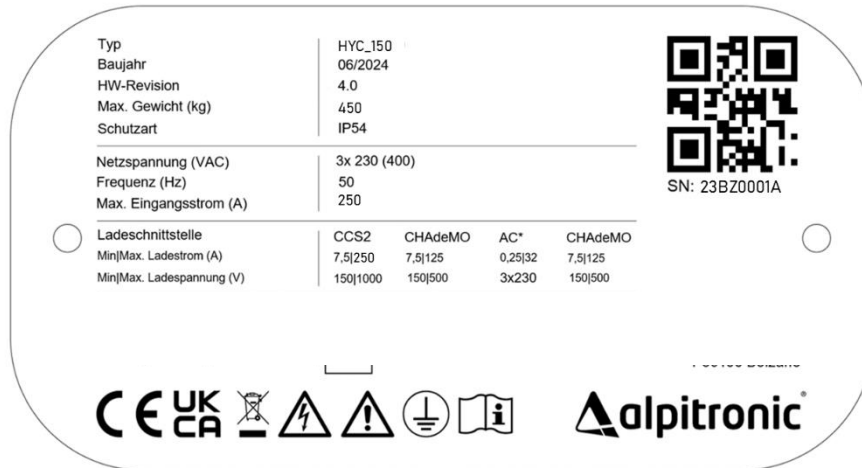 Typ HYC_150
Baujahr 06/2024
HW-Revision 4.0
Max. Gewicht (kg) 450
Schutzart IP54
SN: 23BZ0001A
Netzspannung (VAC) 3x 230 (400)
Frequenz (Hz) 50
Max. Eingangsstrom (A) 250
Ladeschnittstelle CCS2 CHAdeMO AC* CHAdeMO
Min|Max. Ladestrom (A) 7,5|250 7,5|125 0,25|32 7,5|125
Min|Max. Ladespannung (V) 150|1000 150|500 3x230 150|500
CE UK CA alpitronic®